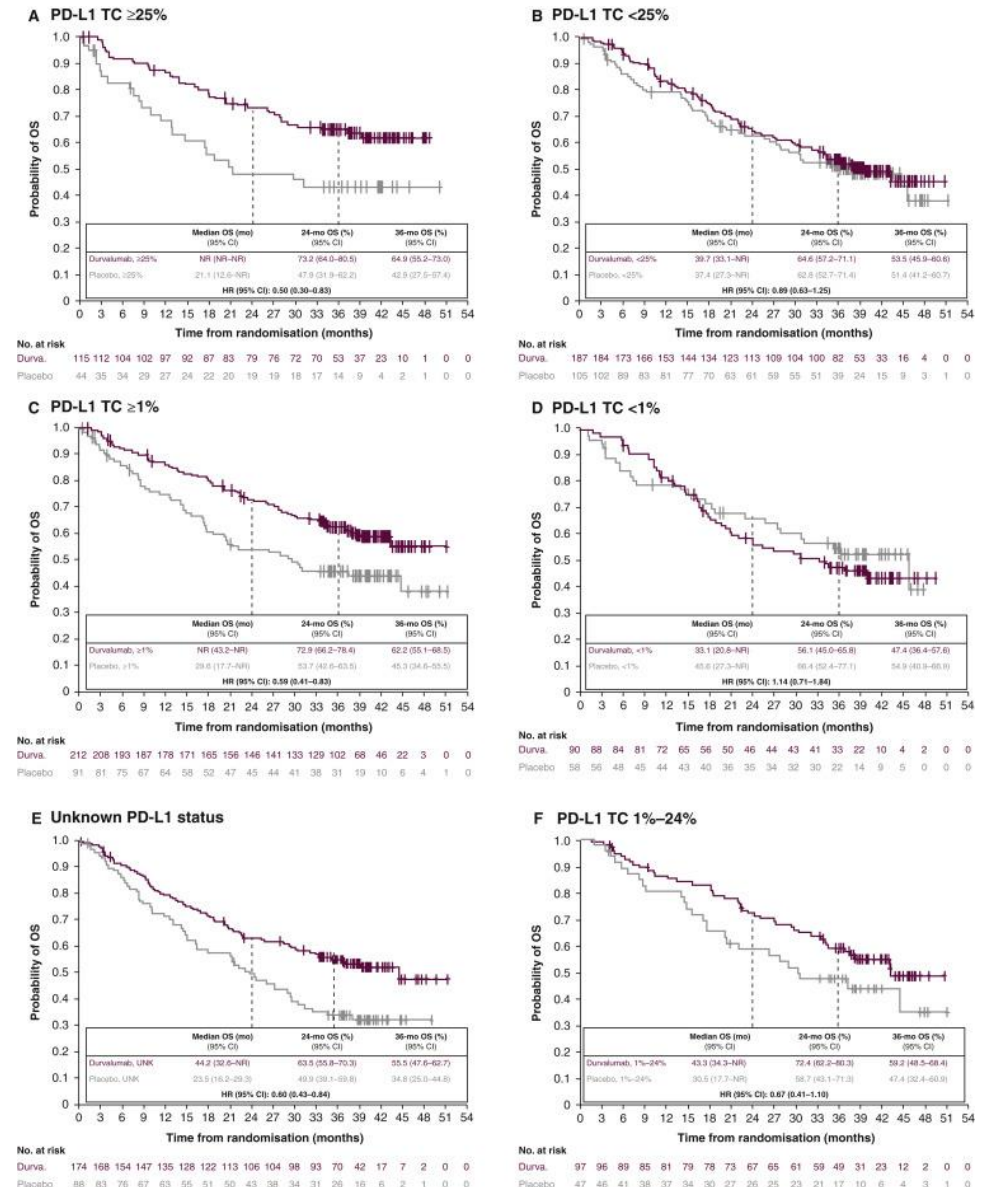 A PD-L1 TC ≥25%
Probability of OS
1.0
0.9
0.8
0.7
0.6
0.5
0.4
0.3
0.2
0.1
0
Median OS (mo) 24-mo OS (%) 36-mo OS (%)
(95% CI) (95% CI) (95% CI)
Durvalumab, ≥25% NR (NR–NR) 73.2 (64.0–80.5) 64.9 (55.2–73.0)
Placebo, ≥25% 21.1 (12.6–NR) 47.9 (31.9–62.2) 42.8 (27.5–57.4)
HR (95% CI): 0.50 (0.30–0.83)
0 3 6 9 12 15 18 21 24 27 30 33 36 39 42 45 48 51 54
Time from randomisation (months)
No. at risk
Durva. 115 112 104 102 97 92 87 83 79 76 72 70 53 37 23 10 1 0 0
Placebo 44 35 34 29 27 24 22 20 19 19 18 17 14 9 4 2 1 0 0
B PD-L1 TC <25%
Probability of OS
1.0
0.9
0.8
0.7
0.6
0.5
0.4
0.3
0.2
0.1
0
Median OS (mo) 24-mo OS (%) 36-mo OS (%)
(95% CI) (95% CI) (95% CI)
Durvalumab, <25% 39.7 (33.1–NR) 64.6 (57.2–71.1) 53.5 (45.9–60.6)
Placebo, <25% 37.4 (27.3–NR) 62.8 (52.7–71.4) 51.4 (41.2–60.7)
HR (95% CI): 0.89 (0.63–1.25)
0 3 6 9 12 15 18 21 24 27 30 33 36 39 42 45 48 51 54
Time from randomisation (months)
No. at risk
Durva. 187 184 173 166 153 144 134 123 113 109 104 100 82 53 33 16 4 0 0
Placebo 105 102 89 83 81 77 70 63 61 59 55 51 39 24 15 9 3 1 0
C PD-L1 TC ≥1%
Probability of OS
1.0
0.9
0.8
0.7
0.6
0.5
0.4
0.3
0.2
0.1
0
Median OS (mo) 24-mo OS (%) 36-mo OS (%)
(95% CI) (95% CI) (95% CI)
Durvalumab, ≥1% NR (43.2–NR) 72.9 (66.2–78.4) 62.2 (55.1–68.5)
Placebo, ≥1% 29.6 (17.7–NR) 53.7 (42.6–63.5) 45.3 (34.6–55.5)
HR (95% CI): 0.59 (0.41–0.83)
0 3 6 9 12 15 18 21 24 27 30 33 36 39 42 45 48 51 54
Time from randomisation (months)
No. at risk
Durva. 212 208 193 187 178 171 165 156 146 141 133 129 102 68 46 22 3 0 0
Placebo 91 81 75 67 64 58 52 47 45 44 41 38 31 19 10 6 4 1 0
D PD-L1 TC <1%
Probability of OS
1.0
0.9
0.8
0.7
0.6
0.5
0.4
0.3
0.2
0.1
0
Median OS (mo) 24-mo OS (%) 36-mo OS (%)
(95% CI) (95% CI) (95% CI)
Durvalumab, <1% 33.1 (20.8–NR) 56.1 (45.0–65.8) 47.4 (36.4–57.6)
Placebo, <1% 45.6 (27.3–NR) 66.4 (52.4–77.1) 54.9 (40.9–66.9)
HR (95% CI): 1.14 (0.71–1.84)
0 3 6 9 12 15 18 21 24 27 30 33 36 39 42 45 48 51 54
Time from randomisation (months)
No. at risk
Durva. 90 88 84 81 72 65 56 50 46 44 43 41 33 22 10 4 2 0 0
Placebo 58 56 48 45 44 43 40 36 35 34 32 30 22 14 9 5 0 0 0
E Unknown PD-L1 status
Probability of OS
1.0
0.9
0.8
0.7
0.6
0.5
0.4
0.3
0.2
0.1
0
Median OS (mo) 24-mo OS (%) 36-mo OS (%)
(95% CI) (95% CI) (95% CI)
Durvalumab, UNK 44.2 (32.6–NR) 63.5 (55.8–70.3) 55.5 (47.6–62.7)
Placebo, UNK 23.5 (16.2–29.3) 49.9 (39.1–59.8) 34.8 (25.0–44.8)
HR (95% CI): 0.60 (0.43–0.84)
0 3 6 9 12 15 18 21 24 27 30 33 36 39 42 45 48 51 54
Time from randomisation (months)
No. at risk
Durva. 174 168 154 147 135 128 122 113 106 104 98 93 70 42 17 7 2 0 0
Placebo 88 83 76 67 63 55 51 50 43 38 34 31 26 16 6 2 1 0 0
F PD-L1 TC 1%–24%
Probability of OS
1.0
0.9
0.8
0.7
0.6
0.5
0.4
0.3
0.2
0.1
0
Median OS (mo) 24-mo OS (%) 36-mo OS (%)
(95% CI) (95% CI) (95% CI)
Durvalumab, 1%–24% 43.3 (34.3–NR) 72.4 (62.2–80.3) 59.2 (48.5–68.4)
Placebo, 1%–24% 30.5 (17.7–NR) 58.7 (43.1–71.3) 47.4 (32.4–60.9)
HR (95% CI): 0.67 (0.41–1.10)
0 3 6 9 12 15 18 21 24 27 30 33 36 39 42 45 48 51 54
Time from randomisation (months)
No. at risk
Durva. 97 96 89 85 81 79 78 73 67 65 61 59 49 31 23 12 2 0 0
Placebo 47 46 41 38 37 34 30 27 26 25 23 21 17 10 6 4 3 1 0